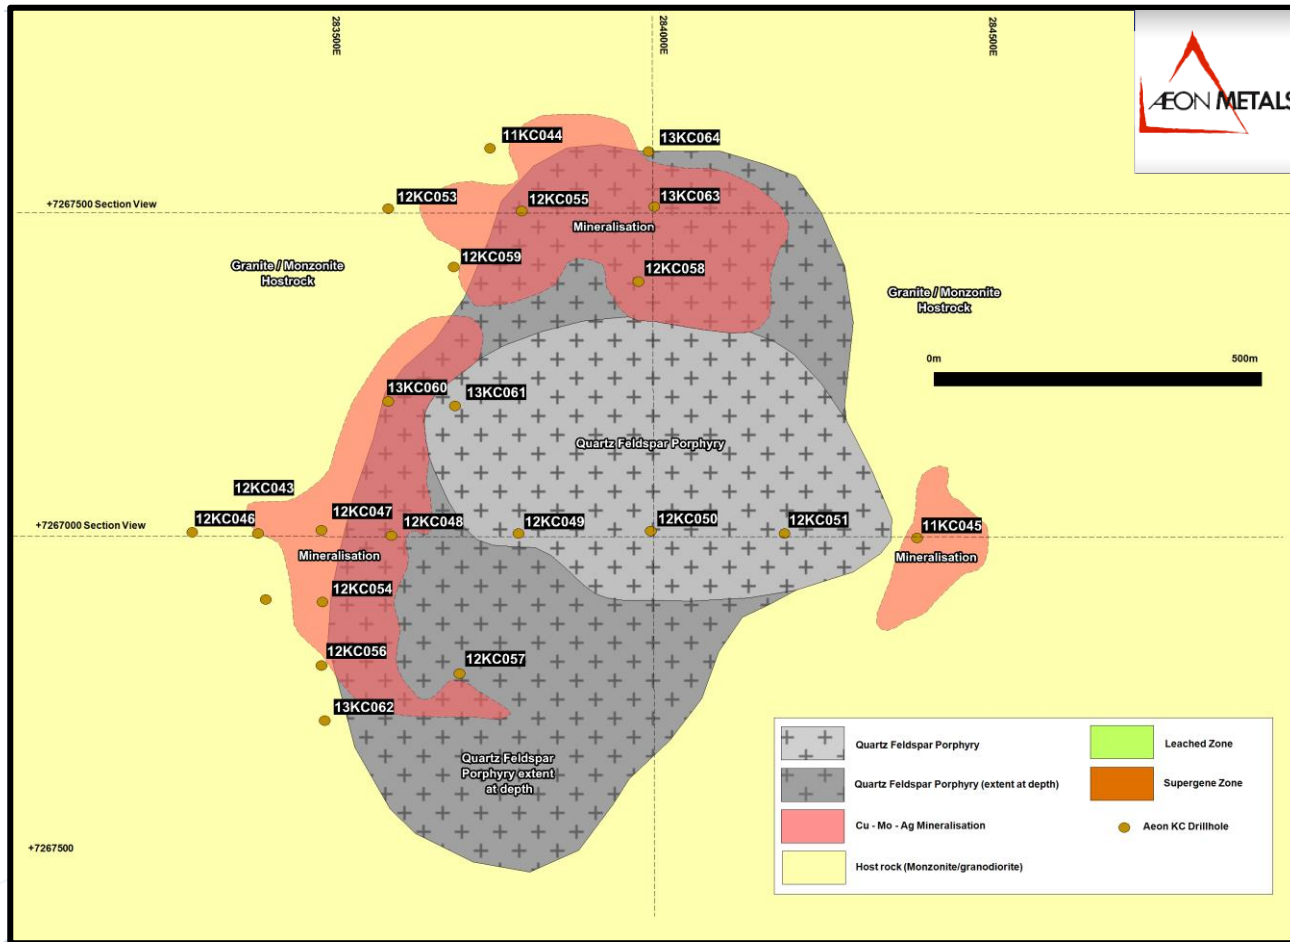 283500E
284000E
284500E
ÆON METALS
11KC044
13KC064
12KC053
12KC055
13KC063
+7267500 Section View
Mineralisation
12KC059
12KC058
Granite / Monzonite
Hostrock
Granite / Monzonite
Hostrock
0m
500m
13KC060
13KC061
Quartz Feldspar Porphyry
12KC043
12KC046
12KC047
12KC048
12KC049
12KC050
12KC051
11KC045
+7267000 Section View
Mineralisation
Mineralisation
12KC054
12KC056
12KC057
13KC062
Quartz Feldspar
Porphyry extent
at depth
+7267500
Quartz Feldspar Porphyry
Leached Zone
Quartz Feldspar Porphyry (extent at depth)
Supergene Zone
Cu - Mo - Ag Mineralisation
Aeon KC Drillhole
Host rock (Monzonite/granodiorite)